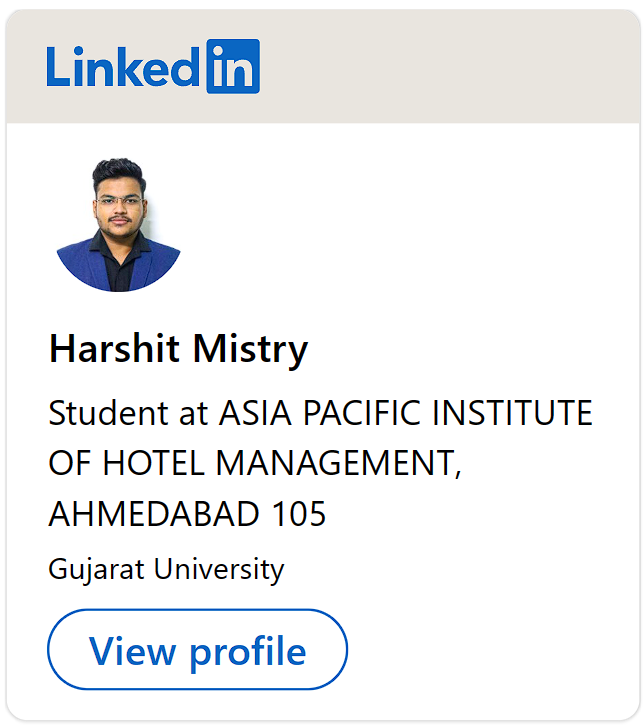 Linkedin
Harshit Mistry
Student at ASIA PACIFIC INSTITUTE
OF HOTEL MANAGEMENT,
AHMEDABAD 105
Gujarat University
View profile